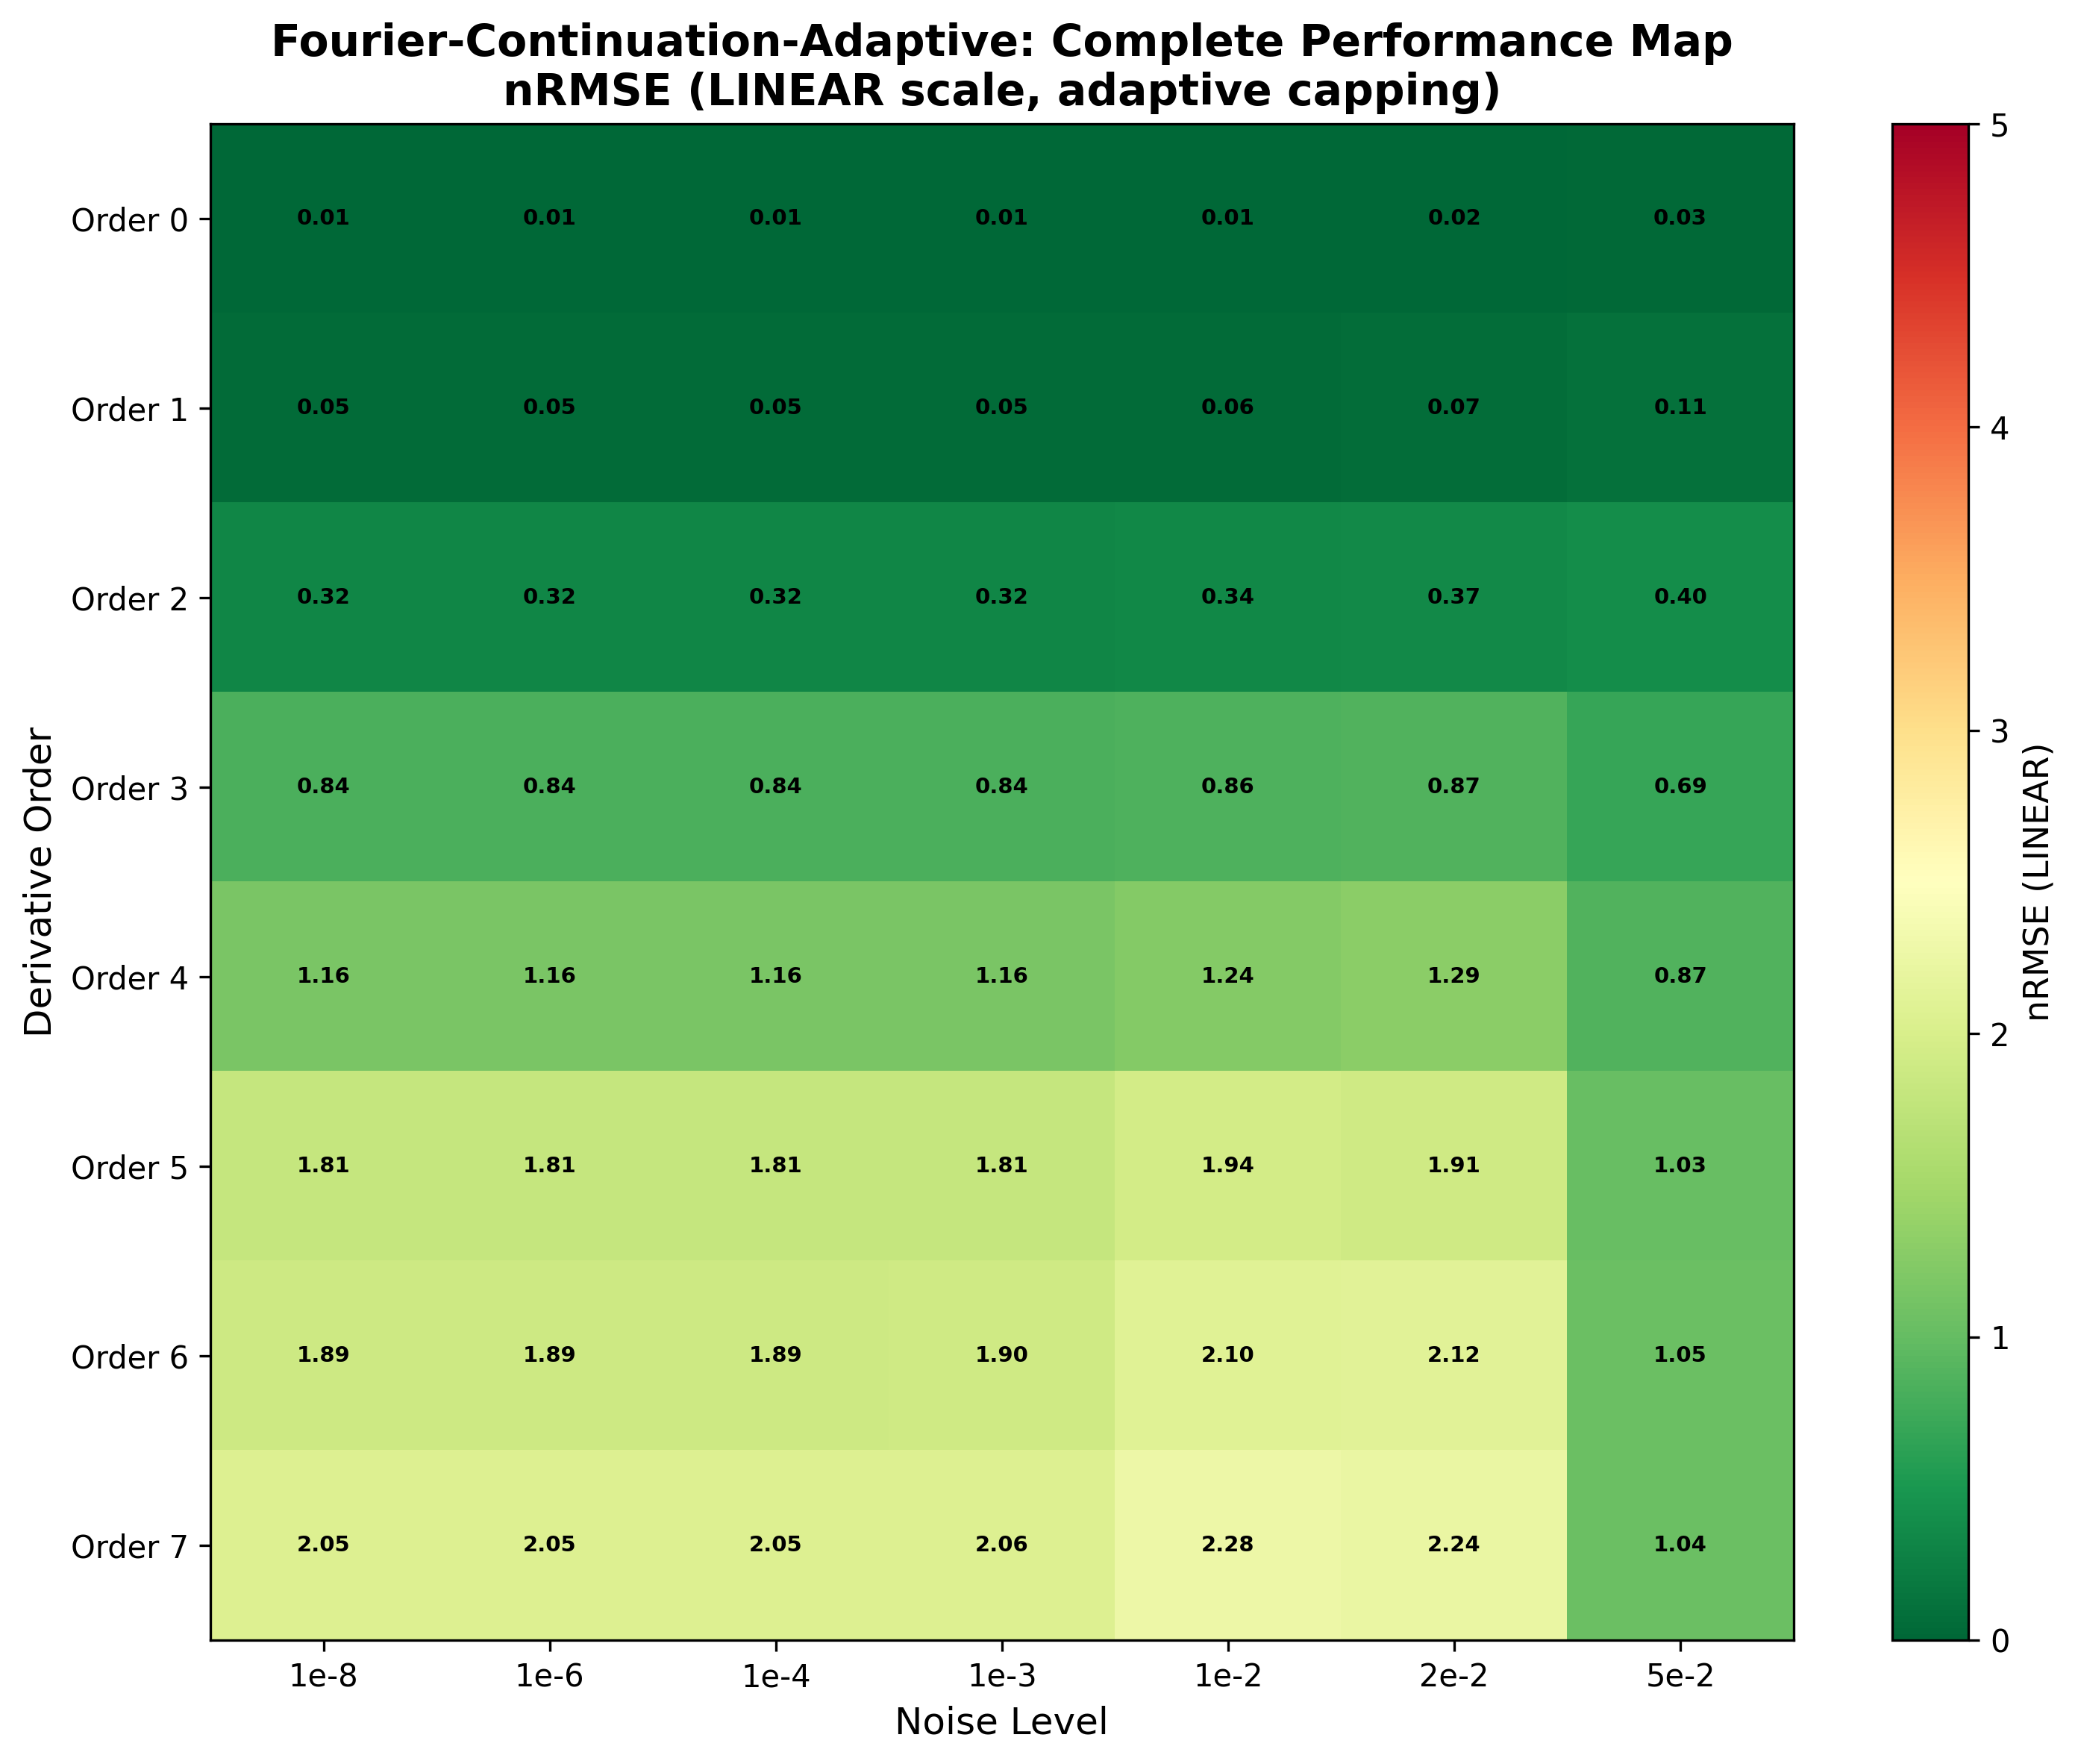 Fourier-Continuation-Adaptive: Complete Performance Map
nRMSE (LINEAR scale, adaptive capping)
Derivative Order
Order 0 0.01 0.01 0.01 0.01 0.01 0.02 0.03
Order 1 0.05 0.05 0.05 0.05 0.06 0.07 0.11
Order 2 0.32 0.32 0.32 0.32 0.34 0.37 0.40
Order 3 0.84 0.84 0.84 0.84 0.86 0.87 0.69
Order 4 1.16 1.16 1.16 1.16 1.24 1.29 0.87
Order 5 1.81 1.81 1.81 1.81 1.94 1.91 1.03
Order 6 1.89 1.89 1.89 1.90 2.10 2.12 1.05
Order 7 2.05 2.05 2.05 2.06 2.28 2.24 1.04
1e-8 1e-6 1e-4 1e-3 1e-2 2e-2 5e-2
Noise Level
5
4
3
2
1
0
nRMSE (LINEAR)